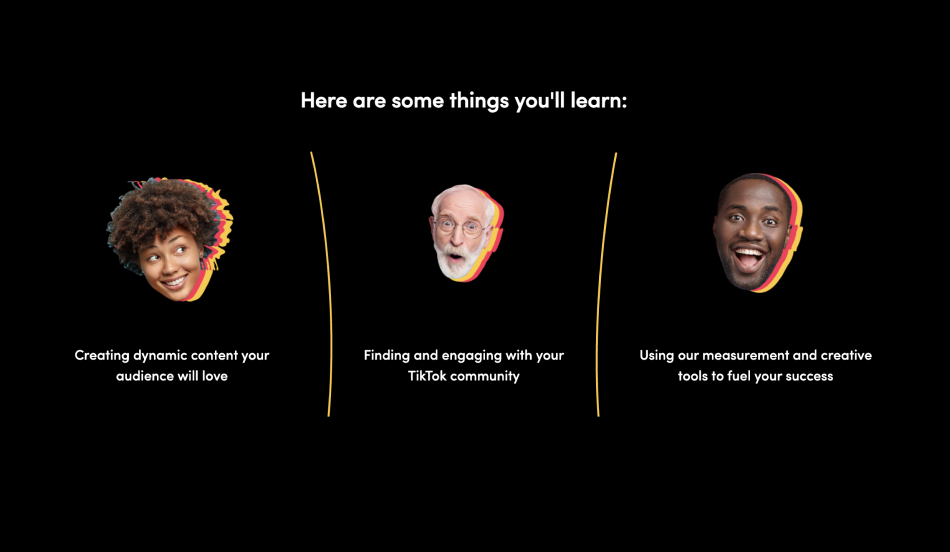 Here are some things you'll learn:
Creating dynamic content your
audience will love
Finding and engaging with your
TikTok community
Using our measurement and creative
tools to fuel your success